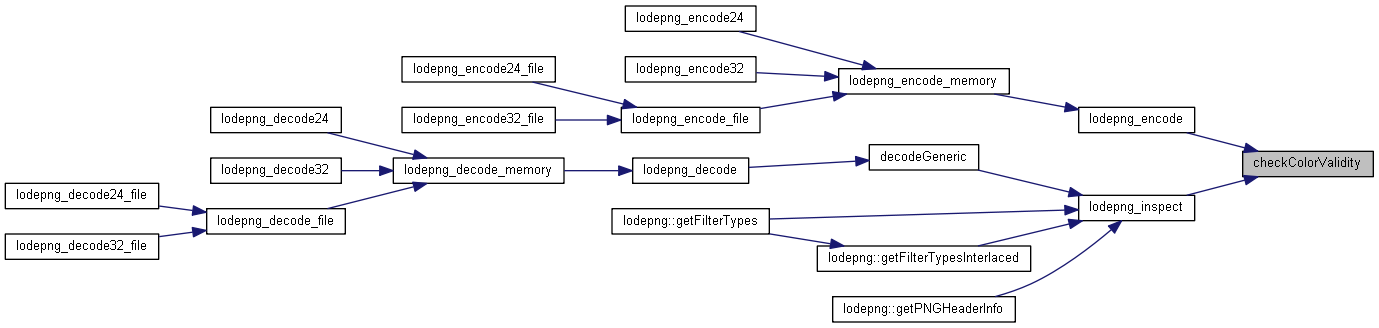 lodepng_encode24
lodepng_encode24_file
lodepng_encode32
lodepng_encode_memory
lodepng_decode24
lodepng_encode32_file
lodepng_encode_file
lodepng_encode
lodepng_decode32
lodepng_decode_memory
lodepng_decode
decodeGeneric
checkColorValidity
lodepng_decode24_file
lodepng_decode_file
lodepng_decode32_file
lodepng::getFilterTypes
lodepng_inspect
lodepng::getFilterTypesInterlaced
lodepng::getPNGHeaderInfo